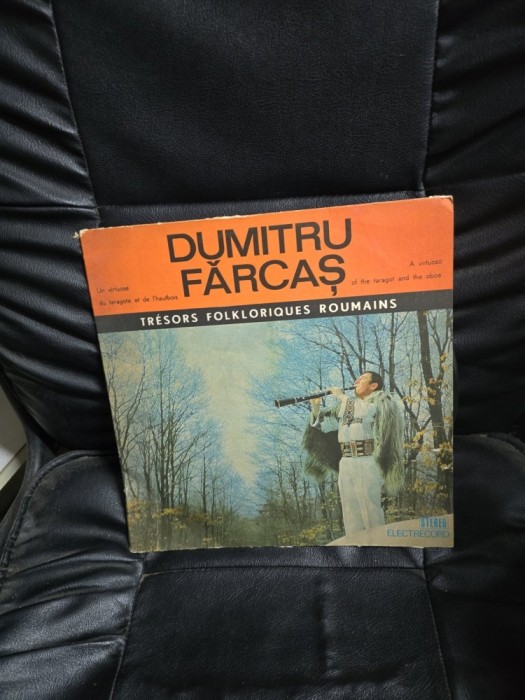 DUMITRU
FĂRCAȘ
Un virtuose
du taragote et de l'hautbois
A virtuoso
of the taragot and the oboe
TRÉSORS FOLKLORIQUES ROUMAINS
STEREO
ELECTRECORD